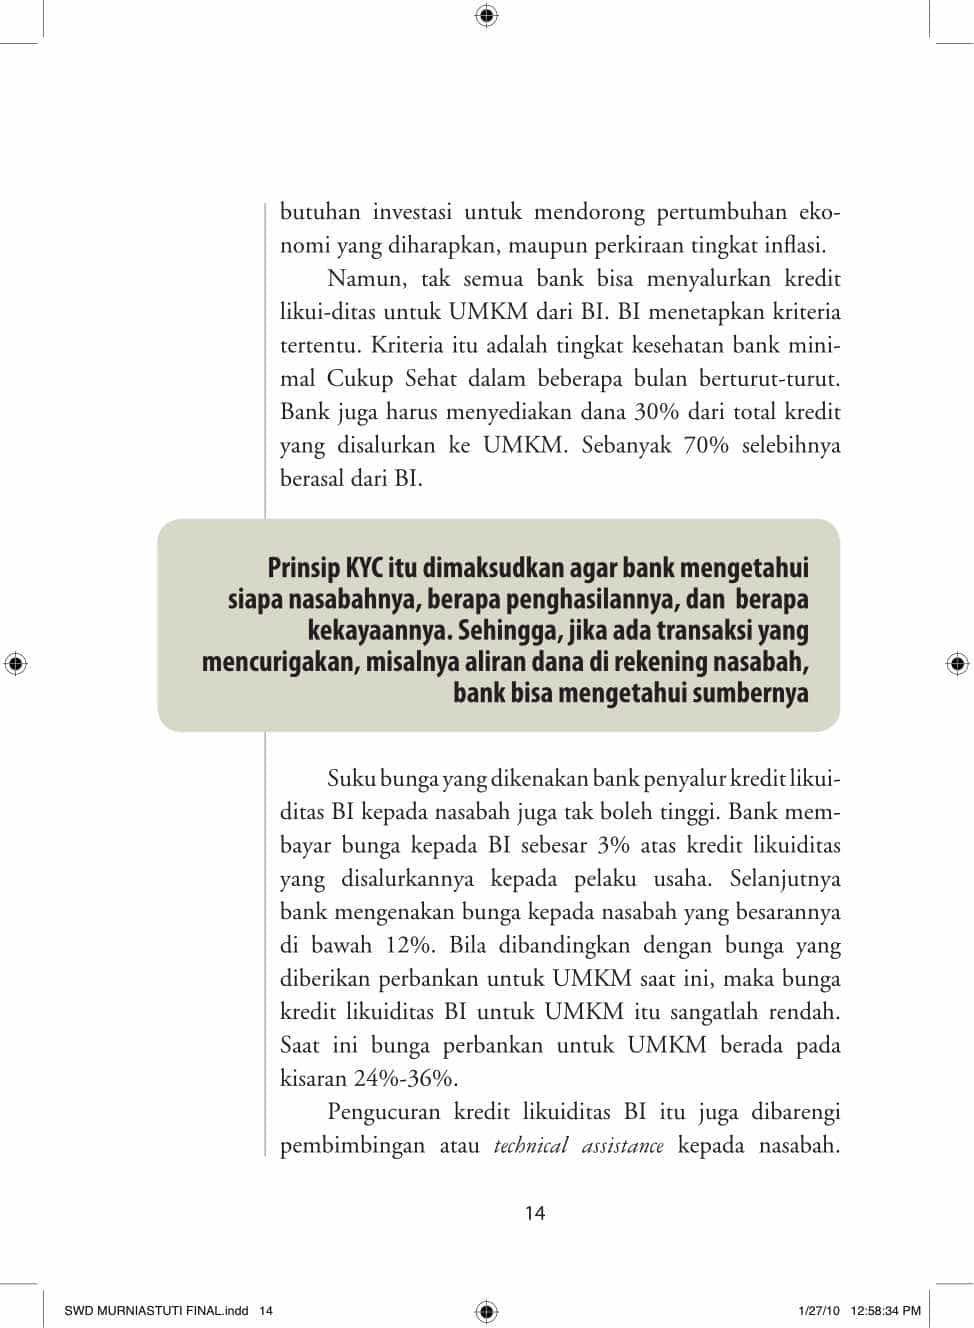 butuhan investasi untuk mendorong pertumbuhan eko-
nomi yang diharapkan, maupun perkiraan tingkat inflasi.
Namun, tak semua bank bisa menyalurkan kredit
likui-ditas untuk UMKM dari BI. BI menetapkan kriteria
tertentu. Kriteria itu adalah tingkat kesehatan bank mini-
mal Cukup Sehat dalam beberapa bulan berturut-turut.
Bank juga harus menyediakan dana 30% dari total kredit
yang disalurkan ke UMKM. Sebanyak 70% selebihnya
berasal dari BI.
Prinsip KYC itu dimaksudkan agar bank mengetahui
siapa nasabahnya, berapa penghasilannya, dan berapa
kekayaannya. Sehingga, jika ada transaksi yang
mencurigakan, misalnya aliran dana di rekening nasabah,
bank bisa mengetahui sumbernya
Suku bunga yang dikenakan bank penyalur kredit likui-
ditas BI kepada nasabah juga tak boleh tinggi. Bank mem-
bayar bunga kepada BI sebesar 3% atas kredit likuiditas
yang disalurkannya kepada pelaku usaha. Selanjutnya
bank mengenakan bunga kepada nasabah yang besarannya
di bawah 12%. Bila dibandingkan dengan bunga yang
diberikan perbankan untuk UMKM saat ini, maka bunga
kredit likuiditas BI untuk UMKM itu sangatlah rendah.
Saat ini bunga perbankan untuk UMKM berada pada
kisaran 24%-36%.
Pengucuran kredit likuiditas BI itu juga dibarengi
pembimbingan atau technical assistance kepada nasabah.
14
SWD MURNIASTUTI FINAL.indd 14
1/27/10 12:58:34 PM